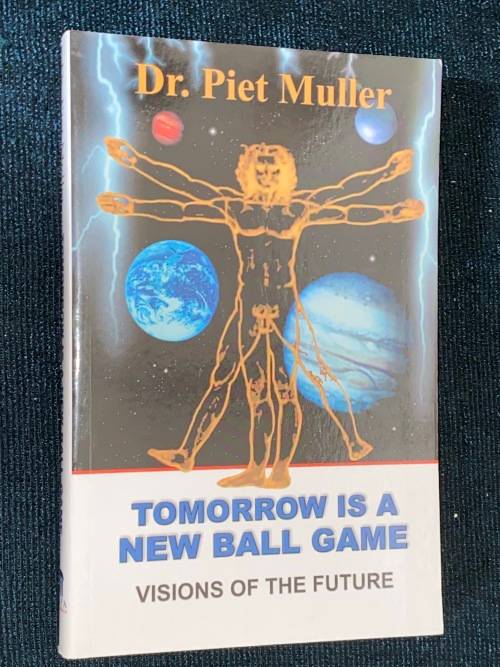 Dr. Piet Muller
TOMORROW IS A
NEW BALL GAME
VISIONS OF THE FUTURE